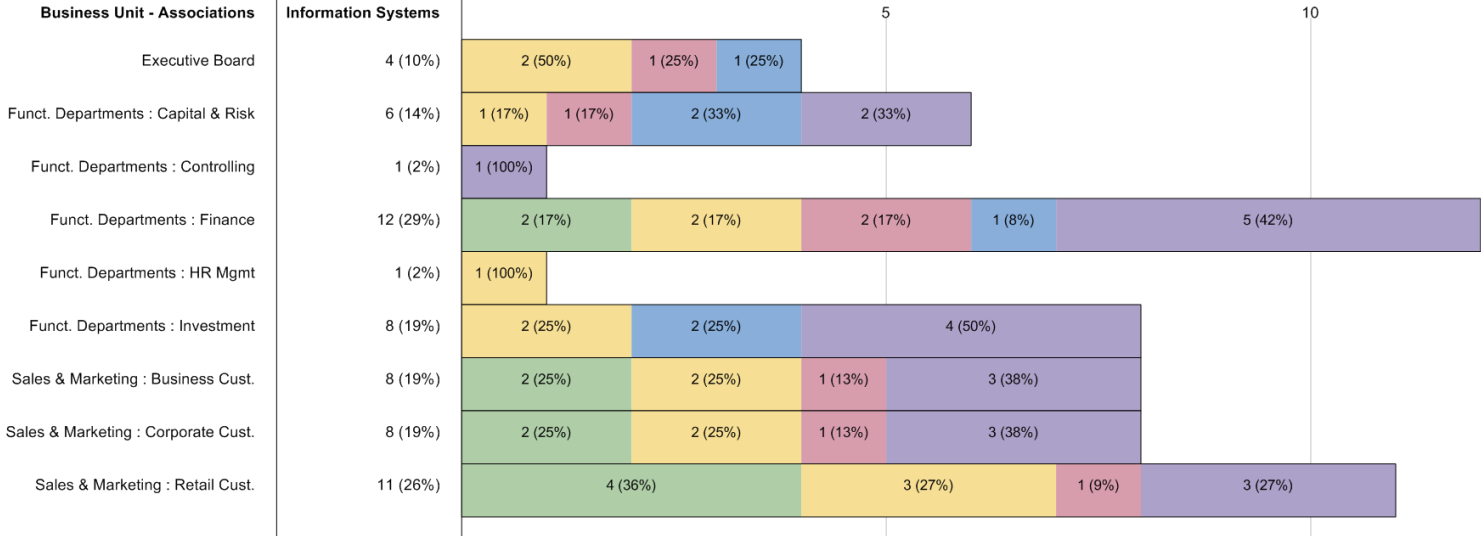 Business Unit - Associations Information Systems 5 10
Executive Board 4 (10%) 2 (50%) 1 (25%) 1 (25%)
Funct. Departments : Capital & Risk 6 (14%) 1 (17%) 1 (17%) 2 (33%) 2 (33%)
Funct. Departments : Controlling 1 (2%) 1 (100%)
Funct. Departments : Finance 12 (29%) 2 (17%) 2 (17%) 2 (17%) 1 (8%) 5 (42%)
Funct. Departments : HR Mgmt 1 (2%) 1 (100%)
Funct. Departments : Investment 8 (19%) 2 (25%) 2 (25%) 4 (50%)
Sales & Marketing : Business Cust. 8 (19%) 2 (25%) 2 (25%) 1 (13%) 3 (38%)
Sales & Marketing : Corporate Cust. 8 (19%) 2 (25%) 2 (25%) 1 (13%) 3 (38%)
Sales & Marketing : Retail Cust. 11 (26%) 4 (36%) 3 (27%) 1 (9%) 3 (27%)